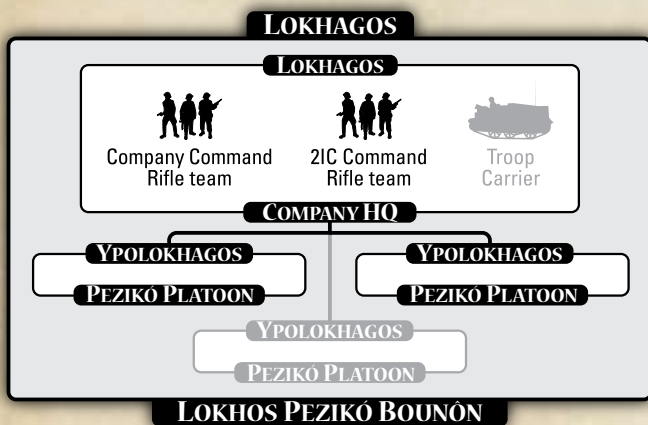 LOKHAGOS
LOKHAGOS
Company Command
Rifle team
2IC Command
Rifle team
Troop
Carrier
COMPANY HQ
YPOLOKHAGOS
PEZIKÓ PLATOON
YPOLOKHAGOS
PEZIKÓ PLATOON
YPOLOKHAGOS
PEZIKÓ PLATOON
LOKHOS PEZIKÓ BOUNÔN